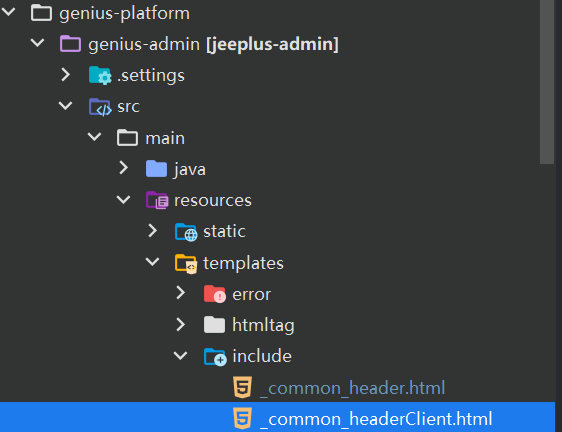 genius-platform
genius-admin [jeeplus-admin]
.settings
src
main
java
resources
static
templates
error
htmltag
include
_common_header.html
_common_headerClient.html